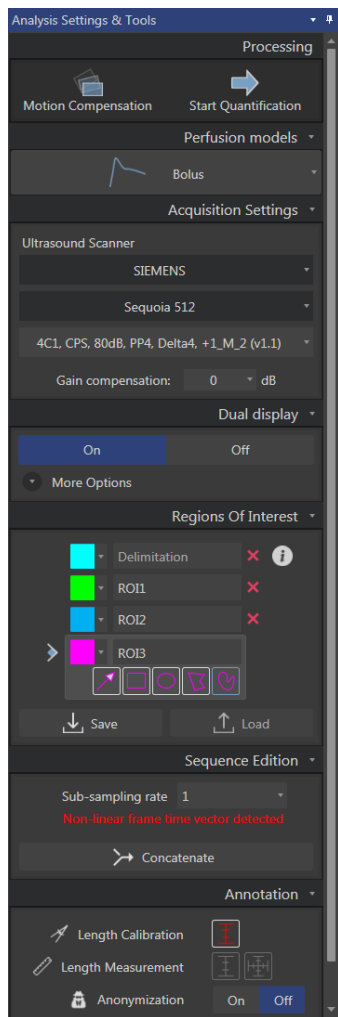 Analysis Settings & Tools
Processing
Motion Compensation
Start Quantification
Perfusion models
Bolus
Acquisition Settings
Ultrasound Scanner
SIEMENS
Sequoia 512
4C1, CPS, 80dB, PP4, Delta4, +1_M_2 (v1.1)
Gain compensation: 0 dB
Dual display
On Off
More Options
Regions Of Interest
Delimitation
ROI1
ROI2
ROI3
Save Load
Sequence Edition
Sub-sampling rate 1
Non-linear frame time vector detected
Concatenate
Annotation
Length Calibration
Length Measurement
Anonymization On Off